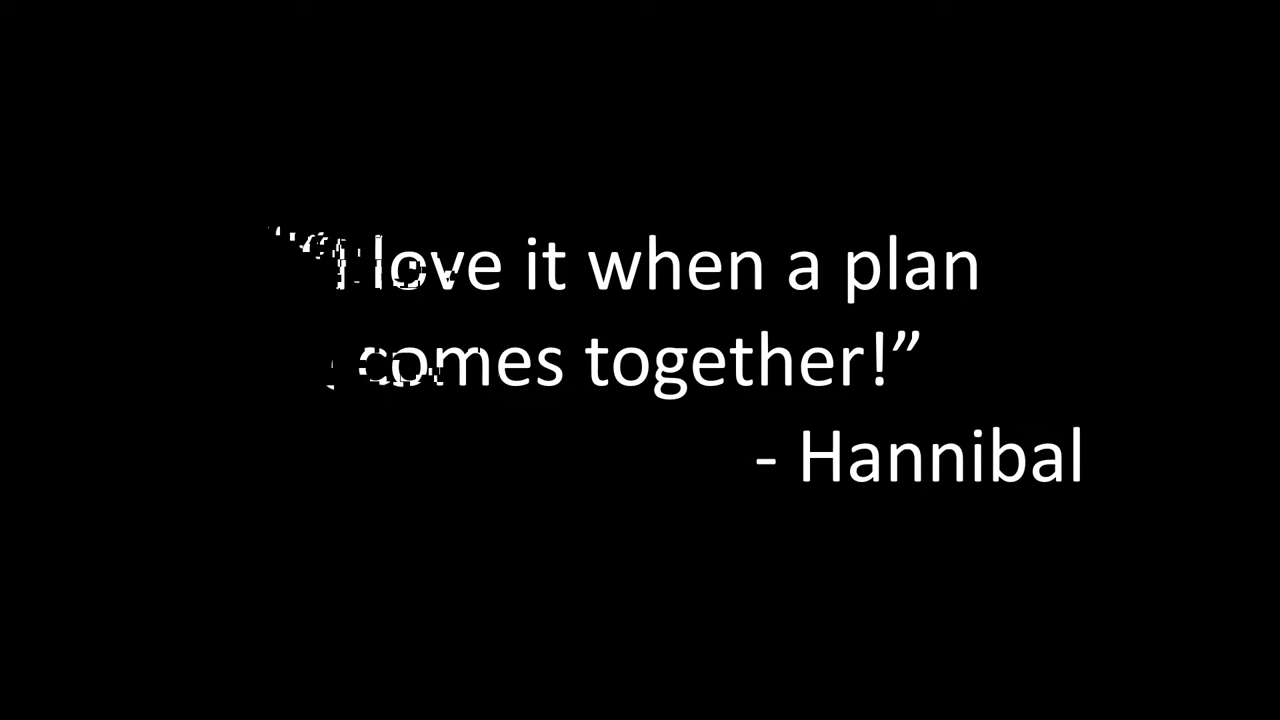 “I love it when a plan
comes together!”
- Hannibal